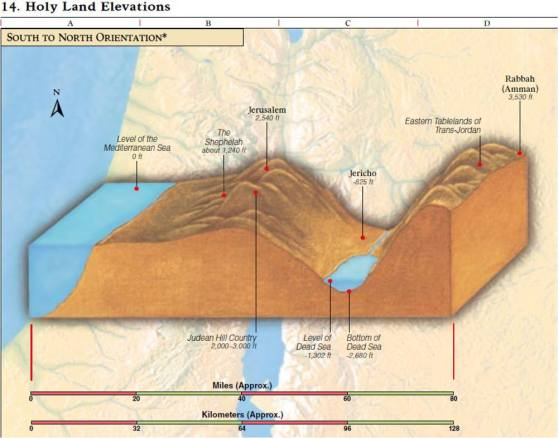 14. Holy Land Elevations
A B C D
SOUTH TO NORTH ORIENTATION*
N
Rabbah
(Amman)
3,530 ft
Jerusalem
2,540 ft
Eastern Tablelands of
Trans-Jordan
The
Shephelah
about 1,240 ft
Level of the
Mediterranean Sea
0 ft
Jericho
-825 ft
Judean Hill Country
2,000-3,000 ft
Level of
Dead Sea
-1,302 ft
Bottom of
Dead Sea
-2,680 ft
Miles (Approx.)
0 20 40 60 80
Kilometers (Approx.)
0 32 64 96 128